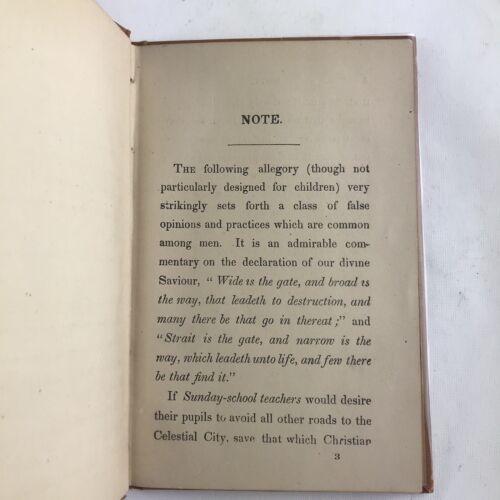 NOTE.
THE following allegory (though not
particularly designed for children) very
strikingly sets forth a class of false
opinions and practices which are common
among men. It is an admirable com-
mentary on the declaration of our divine
Saviour, "Wide is the gate, and broad is
the way, that leadeth to destruction, and
many there be that go in thereat;" and
"Strait is the gate, and narrow is the
way, which leadeth unto life, and few there
be that find it."
If Sunday-school teachers would desire
their pupils to avoid all other roads to the
Celestial City, save that which Christian
3